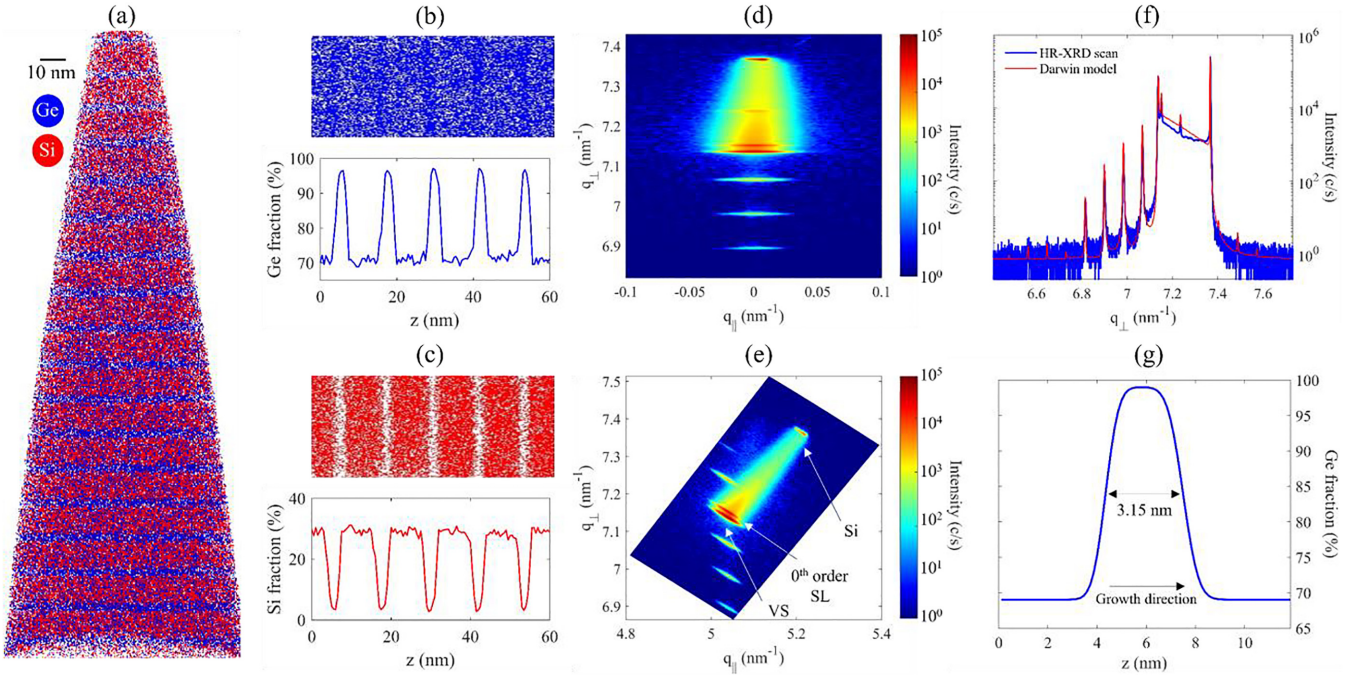 (a)
10 nm
Ge
Si
(b)
Ge fraction (%)
100
90
80
70
0 20 40 60
z (nm)
(c)
Si fraction (%)
40
20
0
0 20 40 60
z (nm)
(d)
q⊥ (nm⁻¹)
7.4
7.3
7.2
7.1
7
6.9
-0.1 -0.05 0 0.05 0.1
q|| (nm⁻¹)
10⁵
10⁴
10³
10²
10¹
10⁰
Intensity (c/s)
(e)
q⊥ (nm⁻¹)
7.5
7.4
7.3
7.2
7.1
7
6.9
4.8 5 5.2 5.4
q|| (nm⁻¹)
Si
0th order
SL
VS
10⁵
10⁴
10³
10²
10¹
10⁰
Intensity (c/s)
(f)
HR-XRD scan
Darwin model
10⁶
10⁴
10²
10⁰
Intensity (c/s)
6.6 6.8 7 7.2 7.4 7.6
q⊥ (nm⁻¹)
(g)
3.15 nm
Growth direction
100
95
90
85
80
75
70
65
Ge fraction (%)
0 2 4 6 8 10
z (nm)